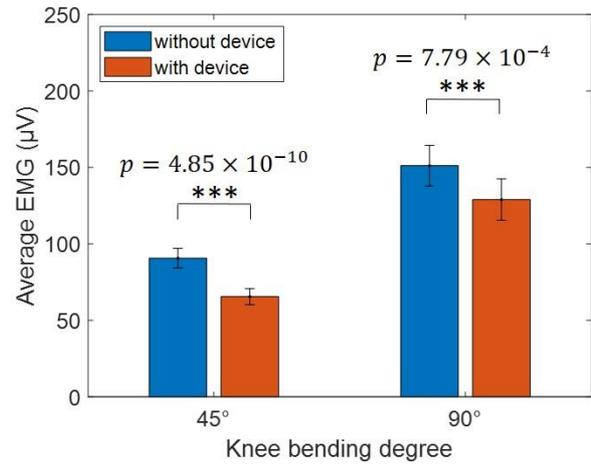 250
200
150
100
50
0
Average EMG (µV)
without device
with device
p = 4.85 × 10⁻¹⁰
***
p = 7.79 × 10⁻⁴
***
45°
90°
Knee bending degree